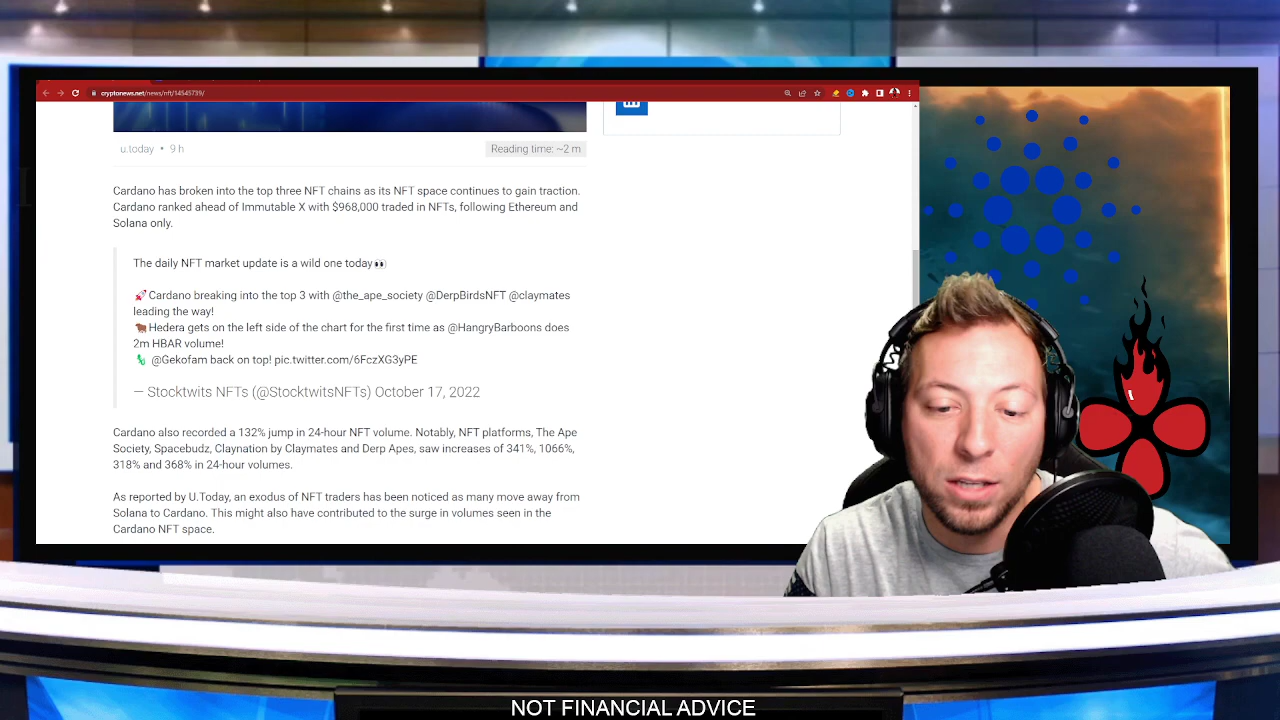 cryptonews.net/news/nft/14545739/
u.today • 9 h
Reading time: ~2 m
Cardano has broken into the top three NFT chains as its NFT space continues to gain traction.
Cardano ranked ahead of Immutable X with $968,000 traded in NFTs, following Ethereum and
Solana only.
The daily NFT market update is a wild one today👀
🚀Cardano breaking into the top 3 with @the_ape_society @DerpBirdsNFT @claymates
leading the way!
🐂Hedera gets on the left side of the chart for the first time as @HangryBarboons does
2m HBAR volume!
🦎 @Gekofam back on top! pic.twitter.com/6FczXG3yPE
— Stocktwits NFTs (@StocktwitsNFTs) October 17, 2022
Cardano also recorded a 132% jump in 24-hour NFT volume. Notably, NFT platforms, The Ape
Society, Spacebudz, Claynation by Claymates and Derp Apes, saw increases of 341%, 1066%,
318% and 368% in 24-hour volumes.
As reported by U.Today, an exodus of NFT traders has been noticed as many move away from
Solana to Cardano. This might also have contributed to the surge in volumes seen in the
Cardano NFT space.
NOT FINANCIAL ADVICE